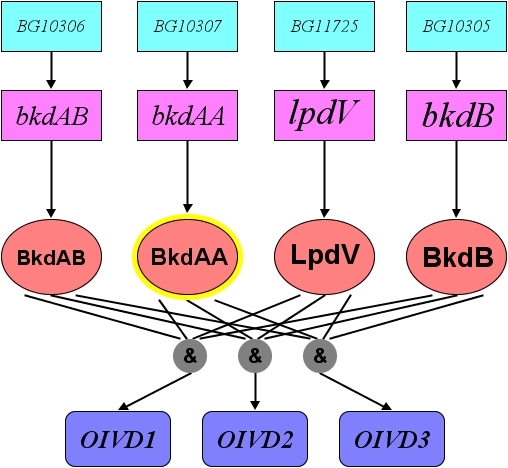 BG10306 BG10307 BG11725 BG10305
bkdAB bkdAA lpdV bkdB
BkdAB BkdAA LpdV BkdB
& & &
OIVD1 OIVD2 OIVD3